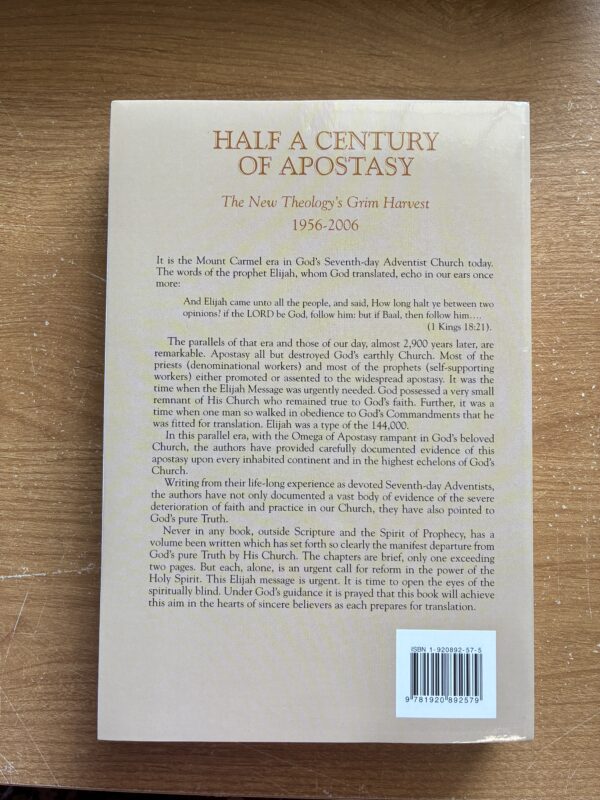 HALF A CENTURY
OF APOSTASY
The New Theology's Grim Harvest
1956-2006
It is the Mount Carmel era in God's Seventh-day Adventist Church today.
The words of the prophet Elijah, whom God translated, echo in our ears once
more:
And Elijah came unto all the people, and said, How long halt ye between two
opinions? if the LORD be God, follow him: but if Baal, then follow him....
(1 Kings 18:21).
The parallels of that era and those of our day, almost 2,900 years later, are
remarkable. Apostasy all but destroyed God's earthly Church. Most of the
priests (denominational workers) and most of the prophets (self-supporting
workers) either promoted or assented to the widespread apostasy. It was the
time when the Elijah Message was urgently needed. God possessed a very small
remnant of His Church who remained true to God's faith. Further, it was a
time when one man so walked in obedience to God's Commandments that he
was fitted for translation. Elijah was a type of the 144,000.
In this parallel era, with the Omega of Apostasy rampant in God's beloved
Church, the authors have provided carefully documented evidence of this
apostasy upon every inhabited continent and in the highest echelons of God's
Church.
Writing from their life-long experience as devoted Seventh-day Adventists,
the authors have not only documented a vast body of evidence of the severe
deterioration of faith and practice in our Church, they have also pointed to
God's pure Truth.
Never in any book, outside Scripture and the Spirit of Prophecy, has a
volume been written which has set forth so clearly the manifest departure from
God's pure Truth by His Church. The chapters are brief, only one exceeding
two pages. But each, alone, is an urgent call for reform in the power of the
Holy Spirit. This Elijah message is urgent. It is time to open the eyes of the
spiritually blind. Under God's guidance it is prayed that this book will achieve
this aim in the hearts of sincere believers as each prepares for translation.
ISBN 1-920892-57-5
9 781920 892579